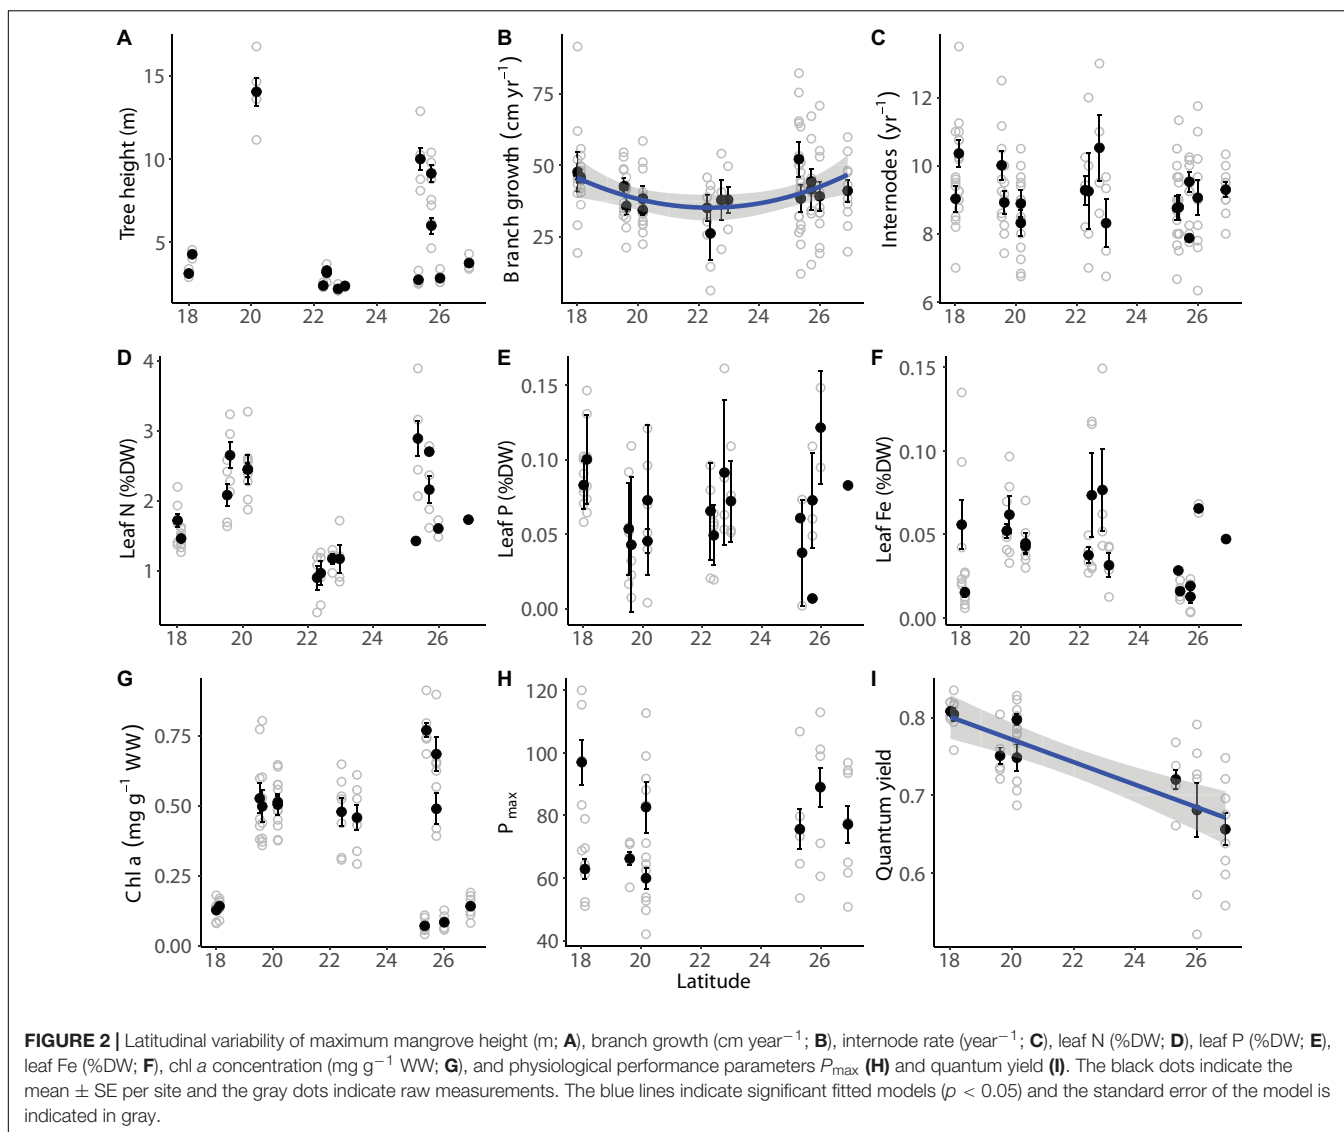 A
Tree height (m)
15
10
5
18 20 22 24 26
B
Branch growth (cm yr−1)
75
50
25
18 20 22 24 26
C
Internodes (yr−1)
12
10
8
6
18 20 22 24 26
D
Leaf N (%DW)
4
3
2
1
18 20 22 24 26
E
Leaf P (%DW)
0.15
0.10
0.05
0.00
18 20 22 24 26
F
Leaf Fe (%DW)
0.15
0.10
0.05
0.00
18 20 22 24 26
G
Chl a (mg g−1 WW)
0.75
0.50
0.25
0.00
18 20 22 24 26
H
Pmax
120
100
80
60
40
18 20 22 24 26
Latitude
I
Quantum yield
0.8
0.7
0.6
18 20 22 24 26
FIGURE 2 | Latitudinal variability of maximum mangrove height (m; A), branch growth (cm year−1; B), internode rate (year−1; C), leaf N (%DW; D), leaf P (%DW; E),
leaf Fe (%DW; F), chl a concentration (mg g−1 WW; G), and physiological performance parameters Pmax (H) and quantum yield (I). The black dots indicate the
mean ± SE per site and the gray dots indicate raw measurements. The blue lines indicate significant fitted models (p < 0.05) and the standard error of the model is
indicated in gray.